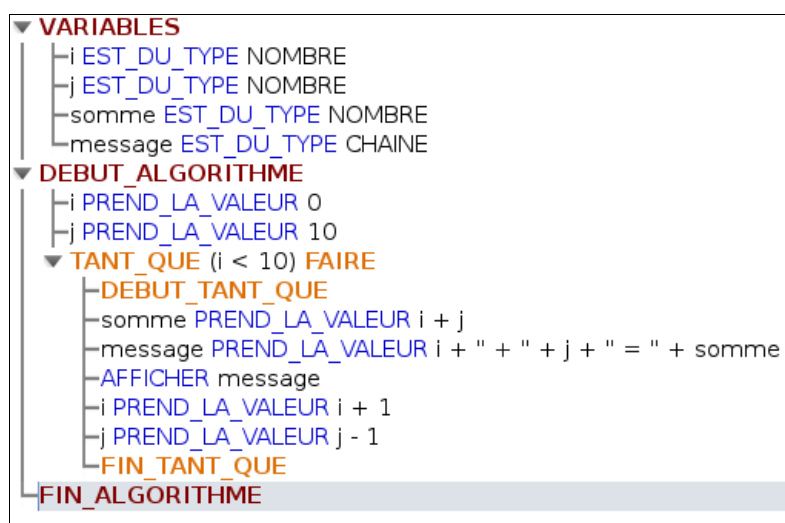 VARIABLES
i EST_DU_TYPE NOMBRE
j EST_DU_TYPE NOMBRE
somme EST_DU_TYPE NOMBRE
message EST_DU_TYPE CHAINE
DEBUT_ALGORITHME
i PREND_LA_VALEUR 0
j PREND_LA_VALEUR 10
TANT_QUE (i < 10) FAIRE
DEBUT_TANT_QUE
somme PREND_LA_VALEUR i + j
message PREND_LA_VALEUR i + " + " + j + " = " + somme
AFFICHER message
i PREND_LA_VALEUR i + 1
j PREND_LA_VALEUR j - 1
FIN_TANT_QUE
FIN_ALGORITHME